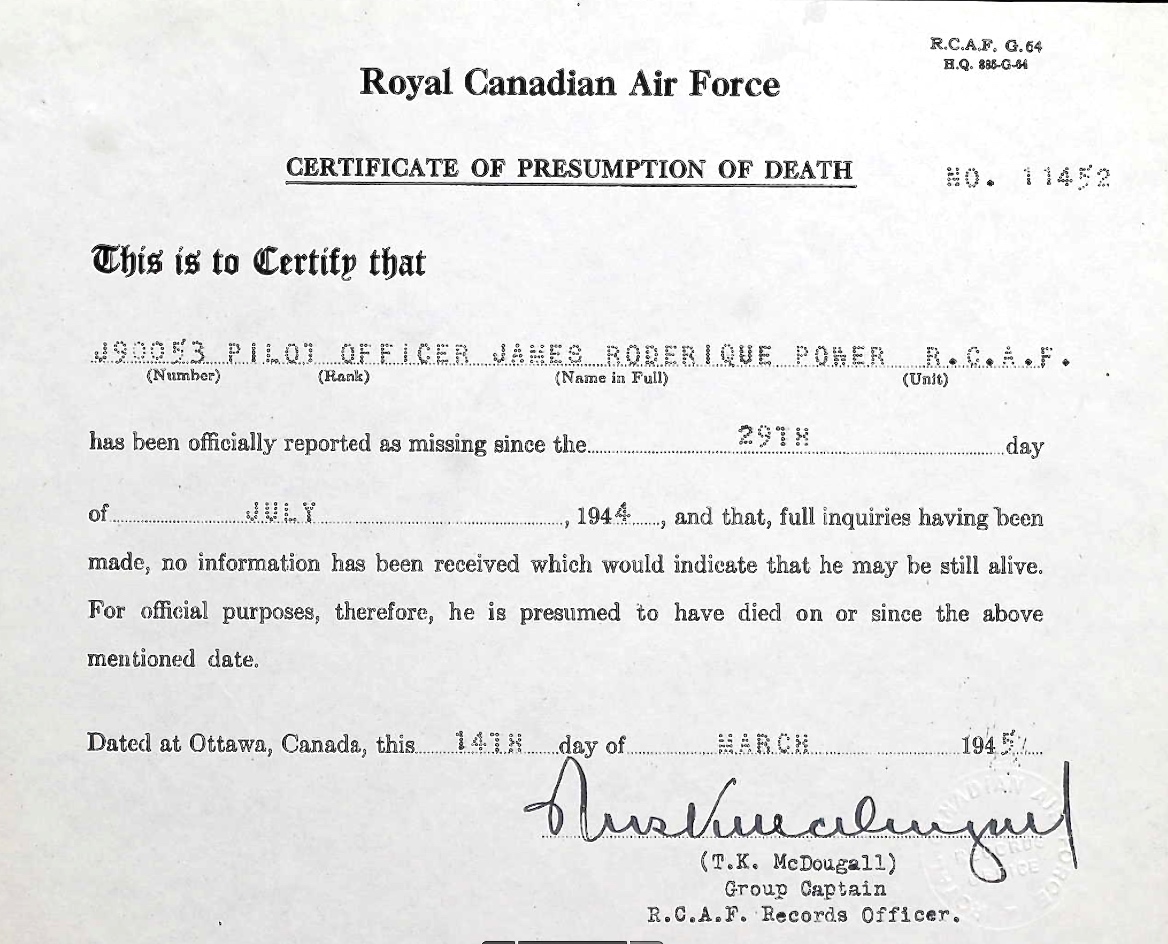 R.C.A.F. G.64
H.Q. 885-G-64
Royal Canadian Air Force
CERTIFICATE OF PRESUMPTION OF DEATH
NO. 11452
This is to Certify that
J90053 PILOT OFFICER JAMES RODERIQUE POWER R.C.A.F.
(Number) (Rank) (Name in Full) (Unit)
has been officially reported as missing since the 29TH day
of JULY , 1944 , and that, full inquiries having been
made, no information has been received which would indicate that he may be still alive.
For official purposes, therefore, he is presumed to have died on or since the above
mentioned date.
Dated at Ottawa, Canada, this 14TH day of MARCH 1945
(T.K. McDougall)
Group Captain
R.C.A.F. Records Officer.